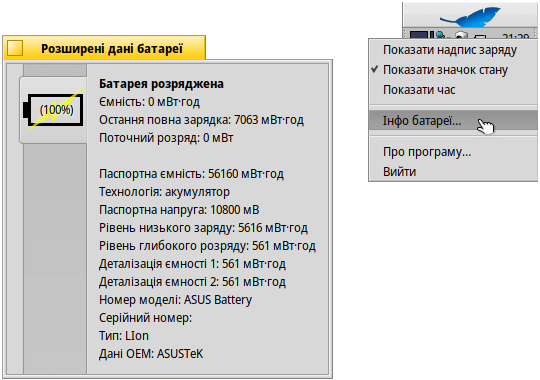 Розширені дані батареї
(100%)
Батарея розряджена
Ємність: 0 мВт·год
Остання повна зарядка: 7063 мВт·год
Поточний розряд: 0 мВт
Паспортна ємність: 56160 мВт·год
Технологія: акумулятор
Паспортна напруга: 10800 мВ
Рівень низького заряду: 5616 мВт·год
Рівень глибокого розряду: 561 мВт·год
Деталізація ємності 1: 561 мВт·год
Деталізація ємності 2: 561 мВт·год
Номер моделі: ASUS Battery
Серійний номер:
Тип: LIon
Дані OEM: ASUSTeK
Показати надпис заряду
Показати значок стану
Показати час
Інфо батареї...
Про програму...
Вийти